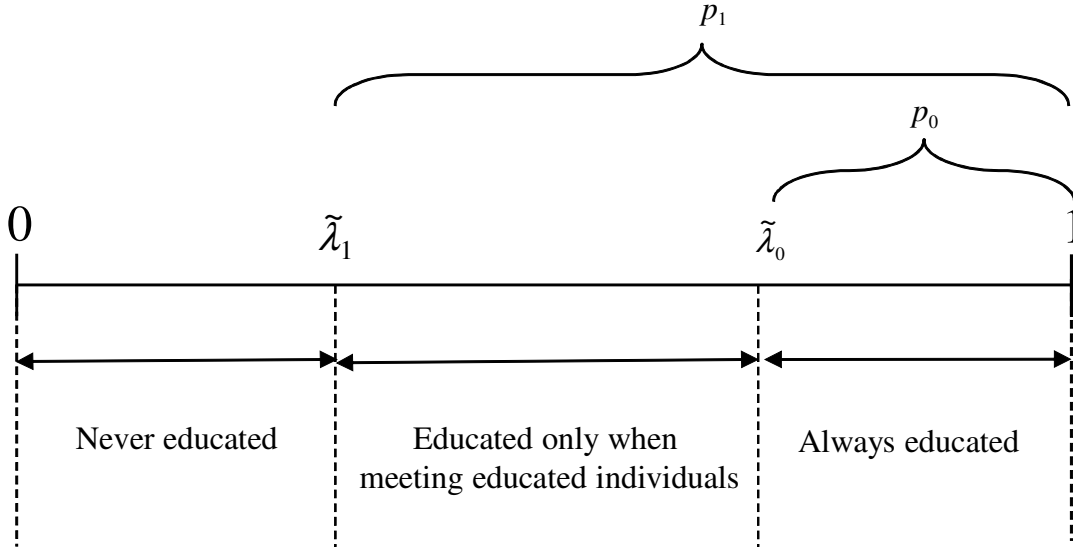 p₁
p₀
0 λ̃₁ λ̃₀ 1
Never educated
Educated only when
meeting educated individuals
Always educated